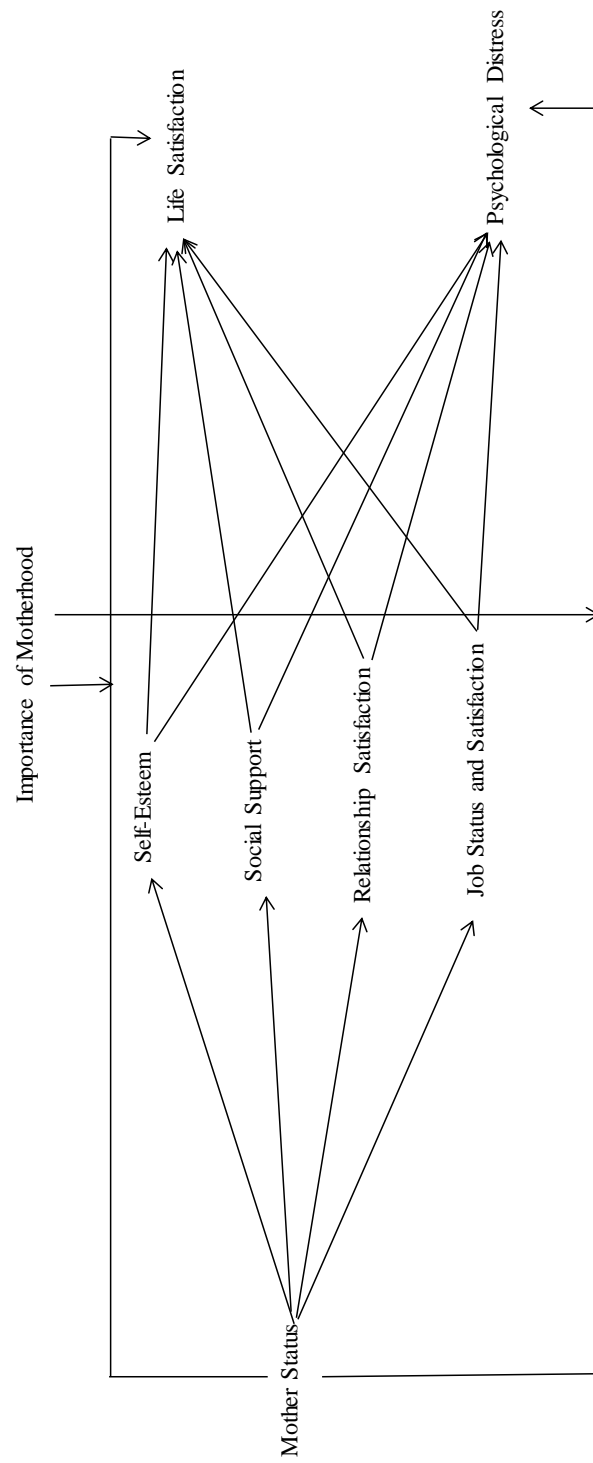 Importance of Motherhood
Life Satisfaction
Self-Esteem
Social Support
Mother Status
Relationship Satisfaction
Job Status and Satisfaction
Psychological Distress